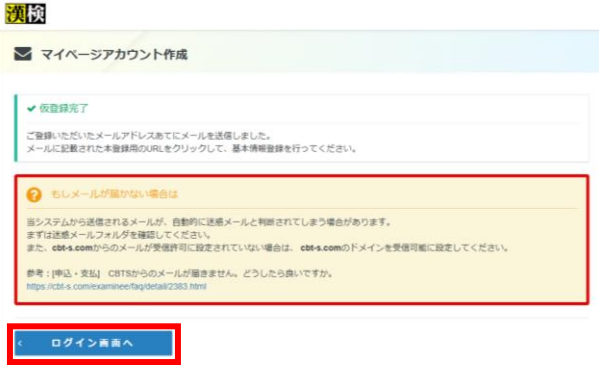 漢検
マイページアカウント作成
仮登録完了
ご登録いただいたメールアドレスあてにメールを送信しました。
メールに記載された本登録用のURLをクリックして、基本情報登録を行ってください。
もしメールが届かない場合は
当システムから送信されるメールが、自動的に迷惑メールと判断されてしまう場合があります。
まずは迷惑メールフォルダを確認してください。
また、cbt-s.comからのメールが受信許可に設定されていない場合は、cbt-s.comのドメインを受信可能に設定してください。
参考：[申込・支払] CBTSからのメールが届きません。どうしたら良いですか。
https://cbt-s.com/examinee/faq/detail/2383.html
ログイン画面へ